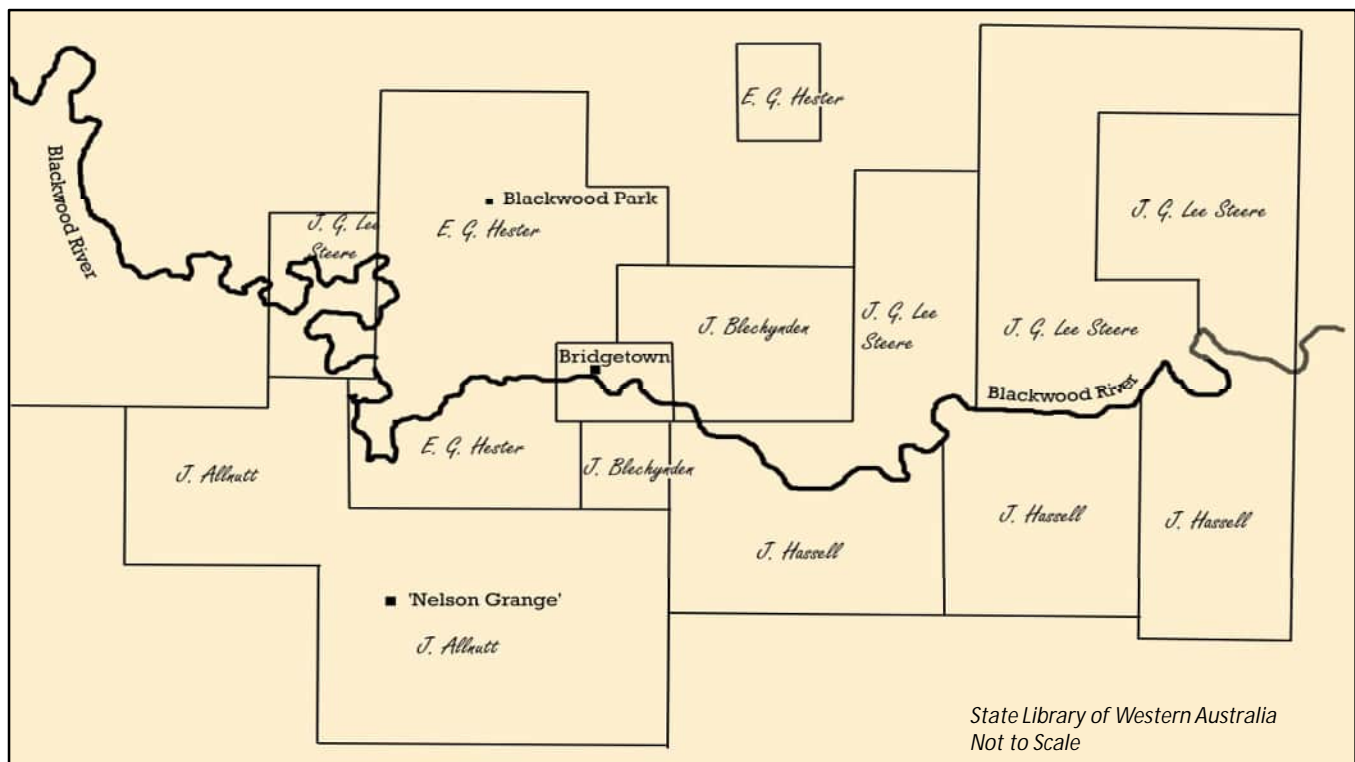 E. G. Hester
Blackwood River
Blackwood Park
E. G. Hester
J. G. Lee
Steere
J. G. Lee Steere
J. Blechynden
J. G. Lee
Steere
J. G. Lee Steere
Bridgetown
Blackwood River
E. G. Hester
J. Blechynden
J. Allnutt
J. Hassell
J. Hassell
J. Hassell
'Nelson Grange'
J. Allnutt
State Library of Western Australia
Not to Scale